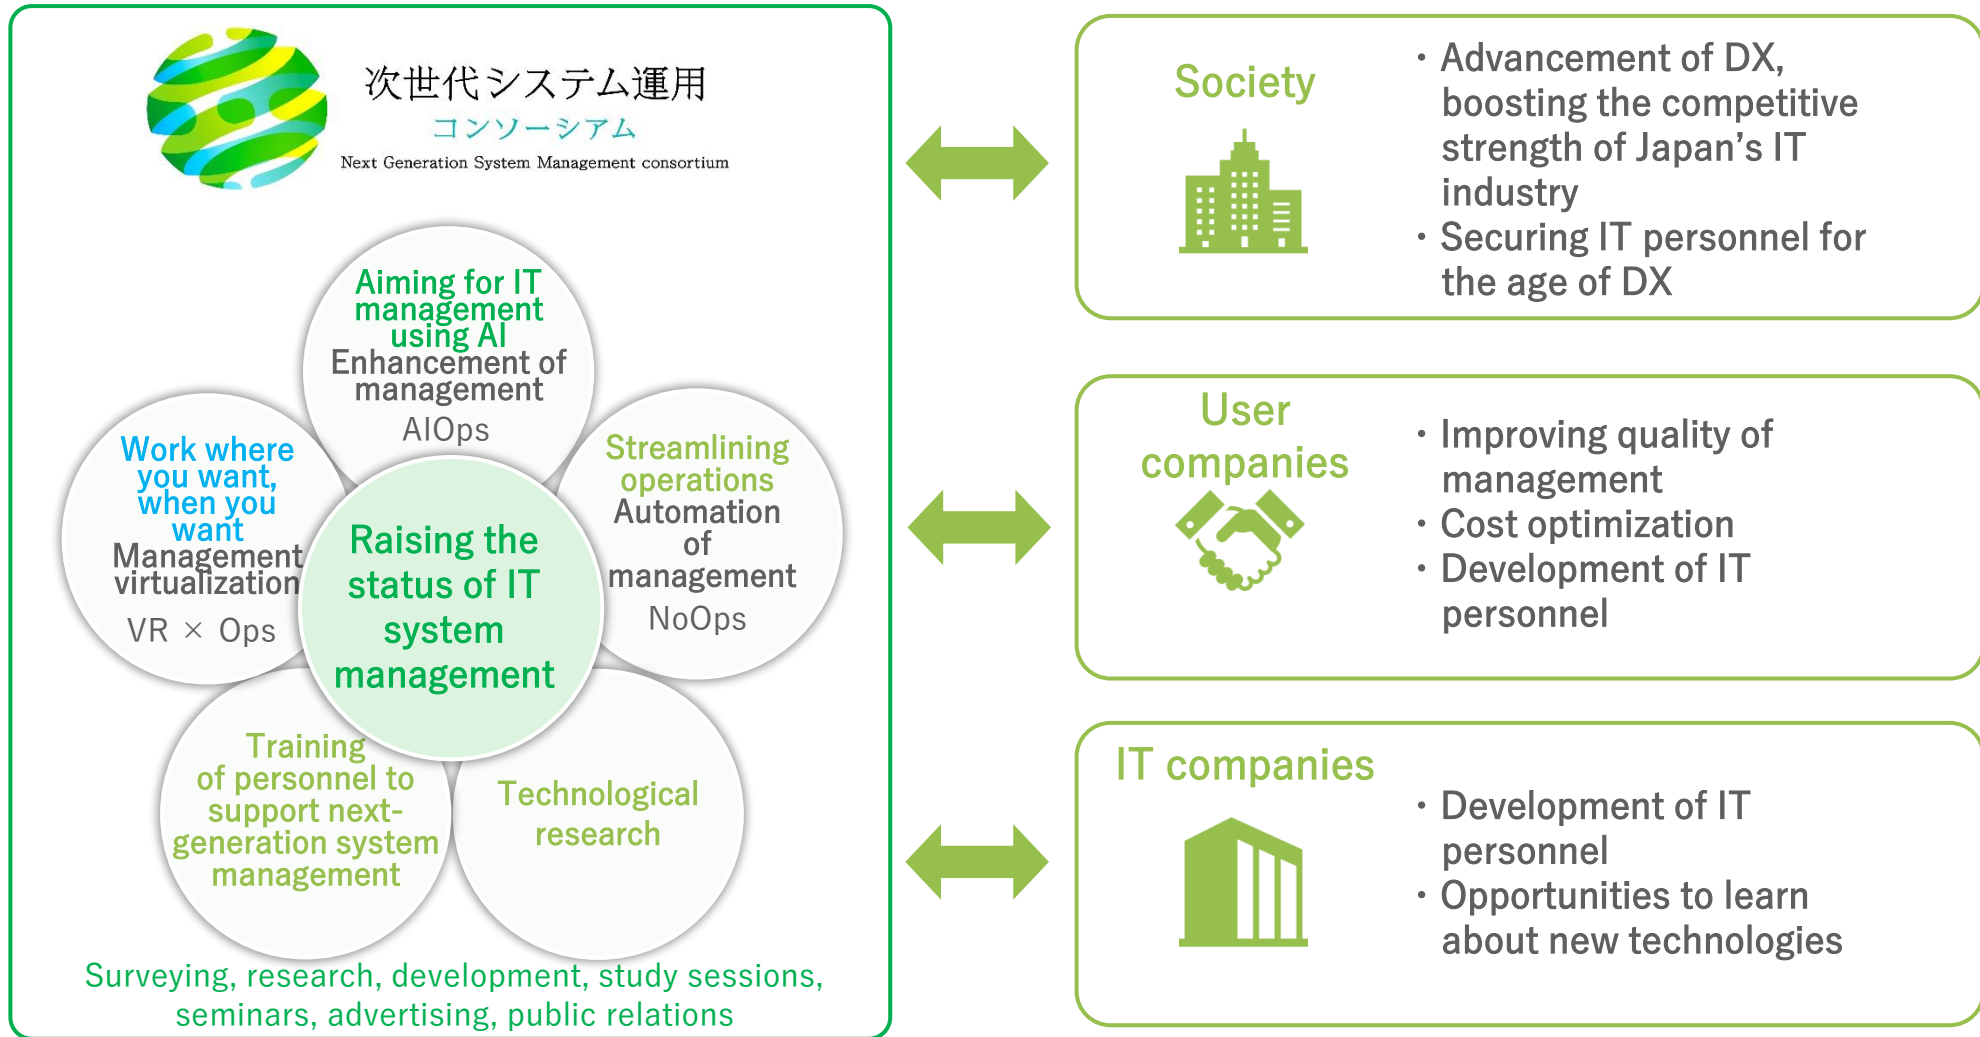 次世代システム運用
コンソーシアム
Next Generation System Management consortium
Aiming for IT
management
using AI
Enhancement of
management
AIOps
Work where
you want,
when you
want
Management
virtualization
VR × Ops
Streamlining
operations
Automation
of
management
NoOps
Raising the
status of IT
system
management
Training
of personnel to
support next-
generation system
management
Technological
research
Surveying, research, development, study sessions,
seminars, advertising, public relations
Society
・Advancement of DX,
boosting the competitive
strength of Japan’s IT
industry
・Securing IT personnel for
the age of DX
User
companies
・Improving quality of
management
・Cost optimization
・Development of IT
personnel
IT companies
・Development of IT
personnel
・Opportunities to learn
about new technologies